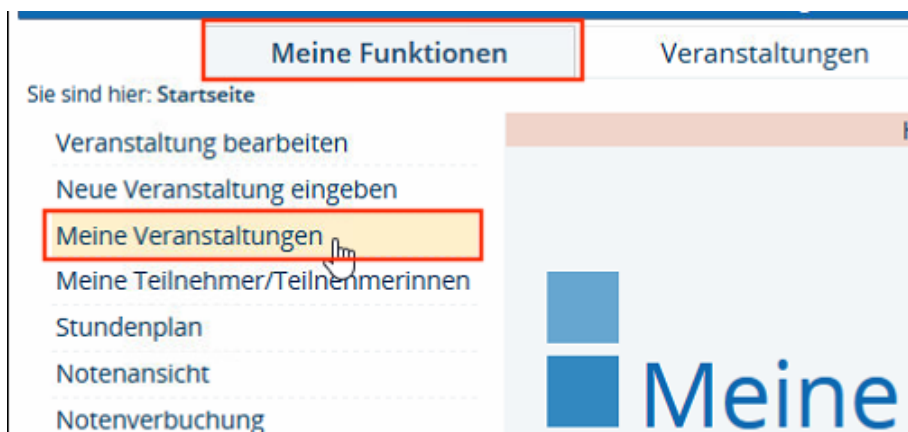 Meine Funktionen Veranstaltungen
Sie sind hier: Startseite
Veranstaltung bearbeiten
Neue Veranstaltung eingeben
Meine Veranstaltungen
Meine Teilnehmer/Teilnehmerinnen
Stundenplan
Notenansicht
Notenverbuchung
Meine